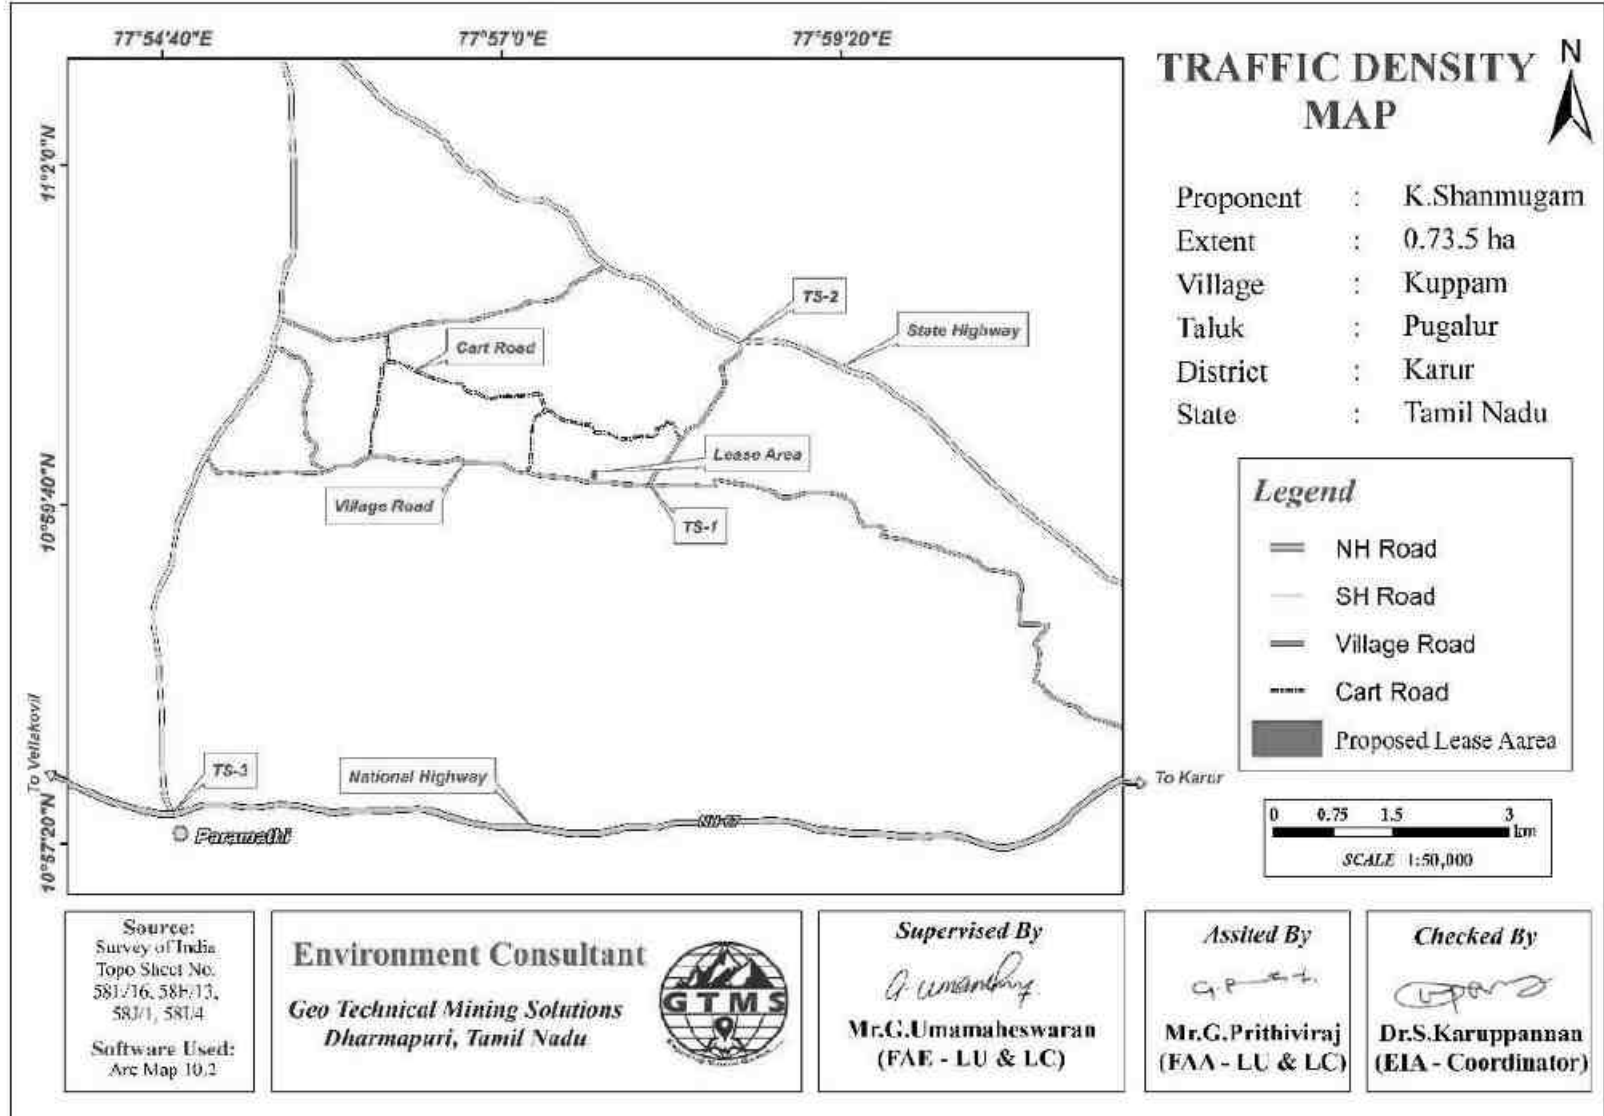 77°54'40"E
77°57'0"E
77°59'20"E
11°2'0"N
10°59'40"N
10°57'20"N
TS-2
State Highway
Cart Road
Lease Area
Village Road
TS-1
To Vellakovil
TS-3
National Highway
To Karur
Paramathi
TRAFFIC DENSITY
MAP
N
Proponent : K.Shanmugam
Extent : 0.73.5 ha
Village : Kuppam
Taluk : Pugalur
District : Karur
State : Tamil Nadu
Legend
NH Road
SH Road
Village Road
Cart Road
Proposed Lease Aarea
0 0.75 1.5 3
km
SCALE 1:50,000
Source:
Survey of India
Topo Sheet No.
Software Used:
Arc Map 10.2
Environment Consultant
Geo Technical Mining Solutions
Dharmapuri, Tamil Nadu
GTMS
Supervised By
Mr.G.Umamaheswaran
(FAE - LU & LC)
Assited By
Mr.G.Prithiviraj
(FAA - LU & LC)
Checked By
Dr.S.Karuppannan
(EIA - Coordinator)